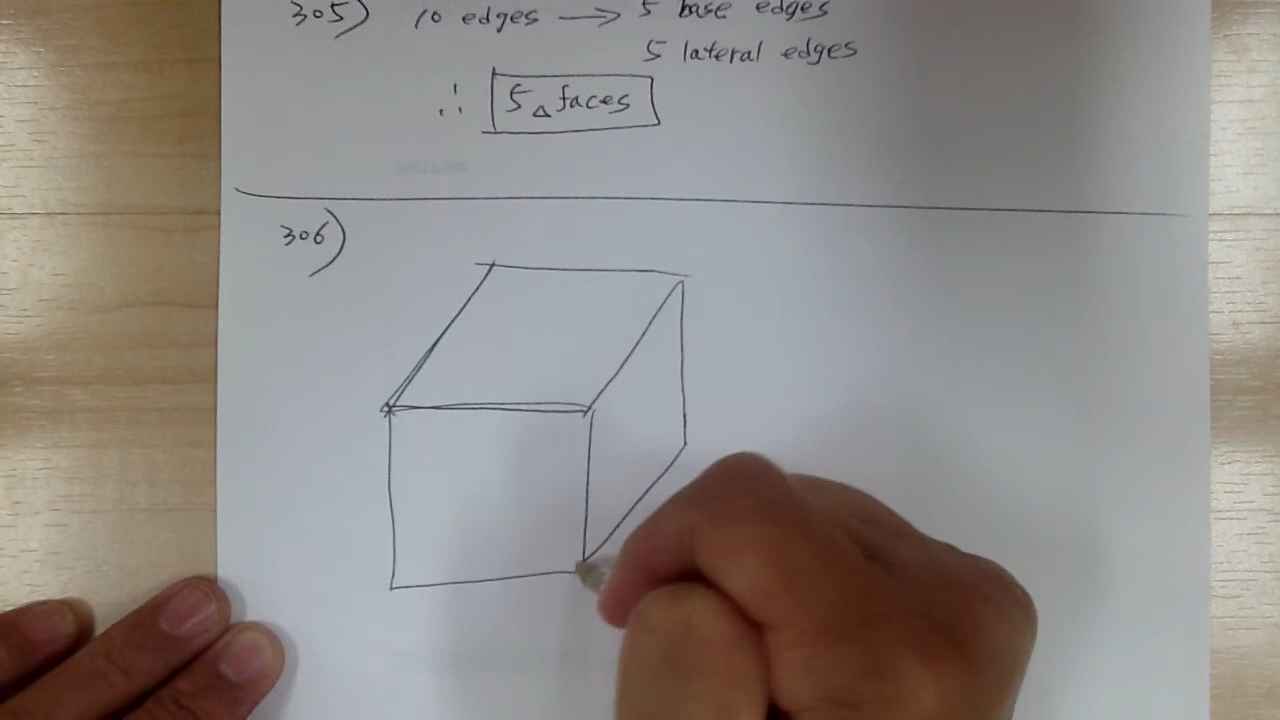 305) 10 edges → 5 base edges
5 lateral edges
∴ 5 △ faces
306)